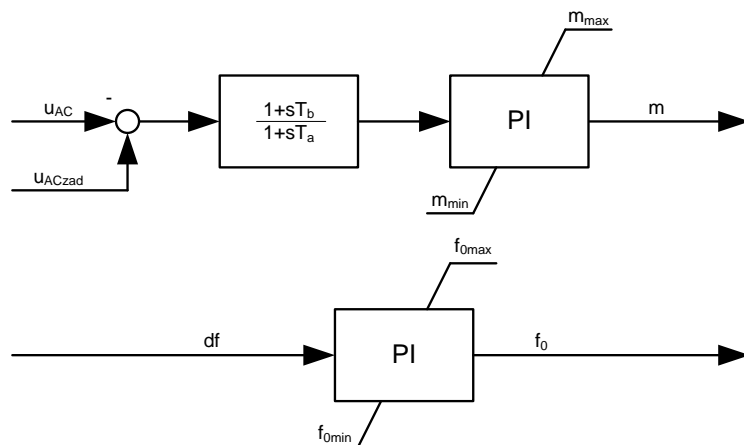 m_max
-
u_AC
1+sT_b
1+sT_a
PI
m
u_ACzad
m_min
f_0max
df
PI
f_0
f_0min